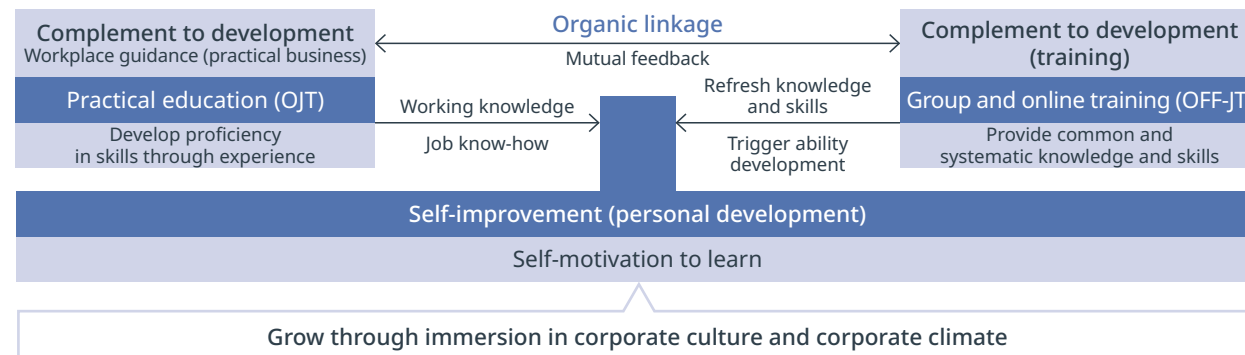 Complement to development
Workplace guidance (practical business)
Practical education (OJT)
Develop proficiency
in skills through experience
Organic linkage
Mutual feedback
Working knowledge
Job know-how
Refresh knowledge
and skills
Trigger ability
development
Complement to development
(training)
Group and online training (OFF-JT
Provide common and
systematic knowledge and skills
Self-improvement (personal development)
Self-motivation to learn
Grow through immersion in corporate culture and corporate climate